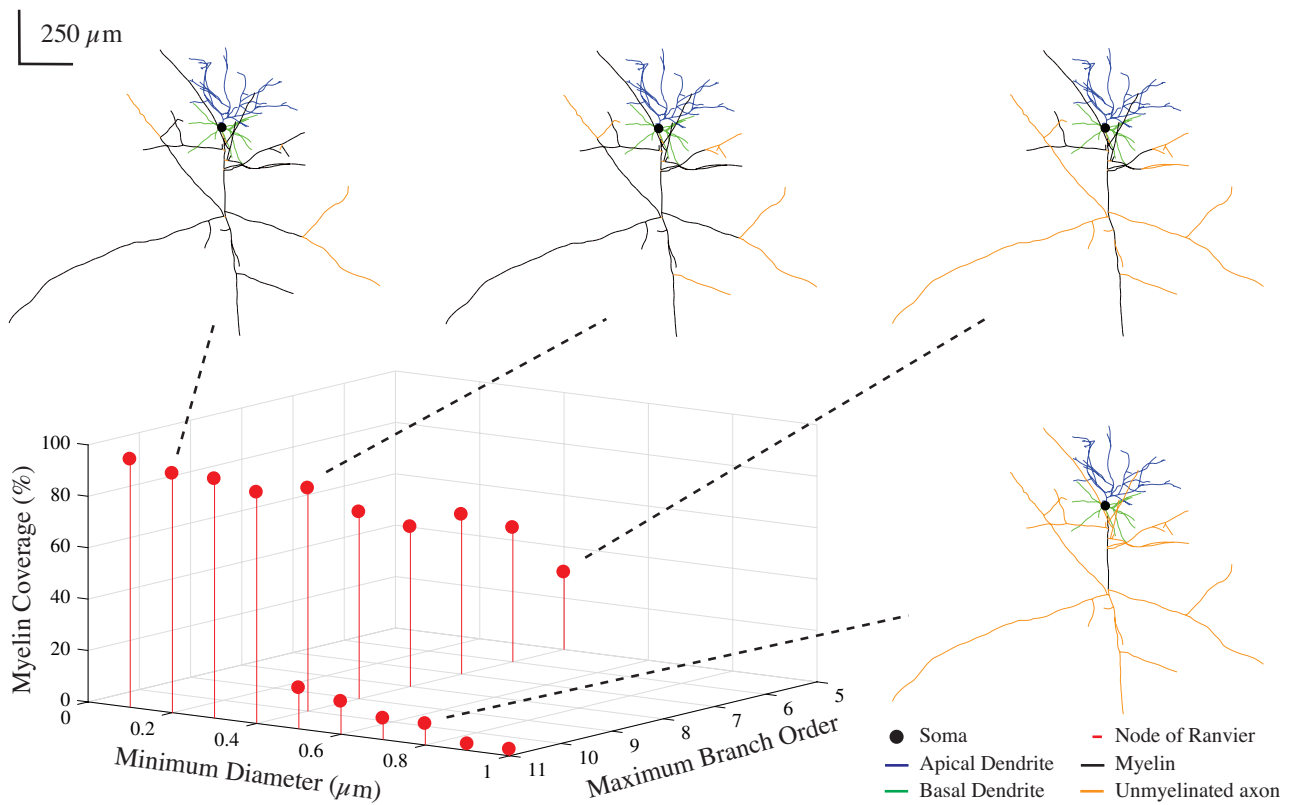 250 μm
Myelin Coverage (%)
100
80
60
40
20
0
0
0.2
0.4
0.6
0.8
1
Minimum Diameter (μm)
11
10
9
8
7
6
5
Maximum Branch Order
Soma
Apical Dendrite
Basal Dendrite
Node of Ranvier
Myelin
Unmyelinated axon